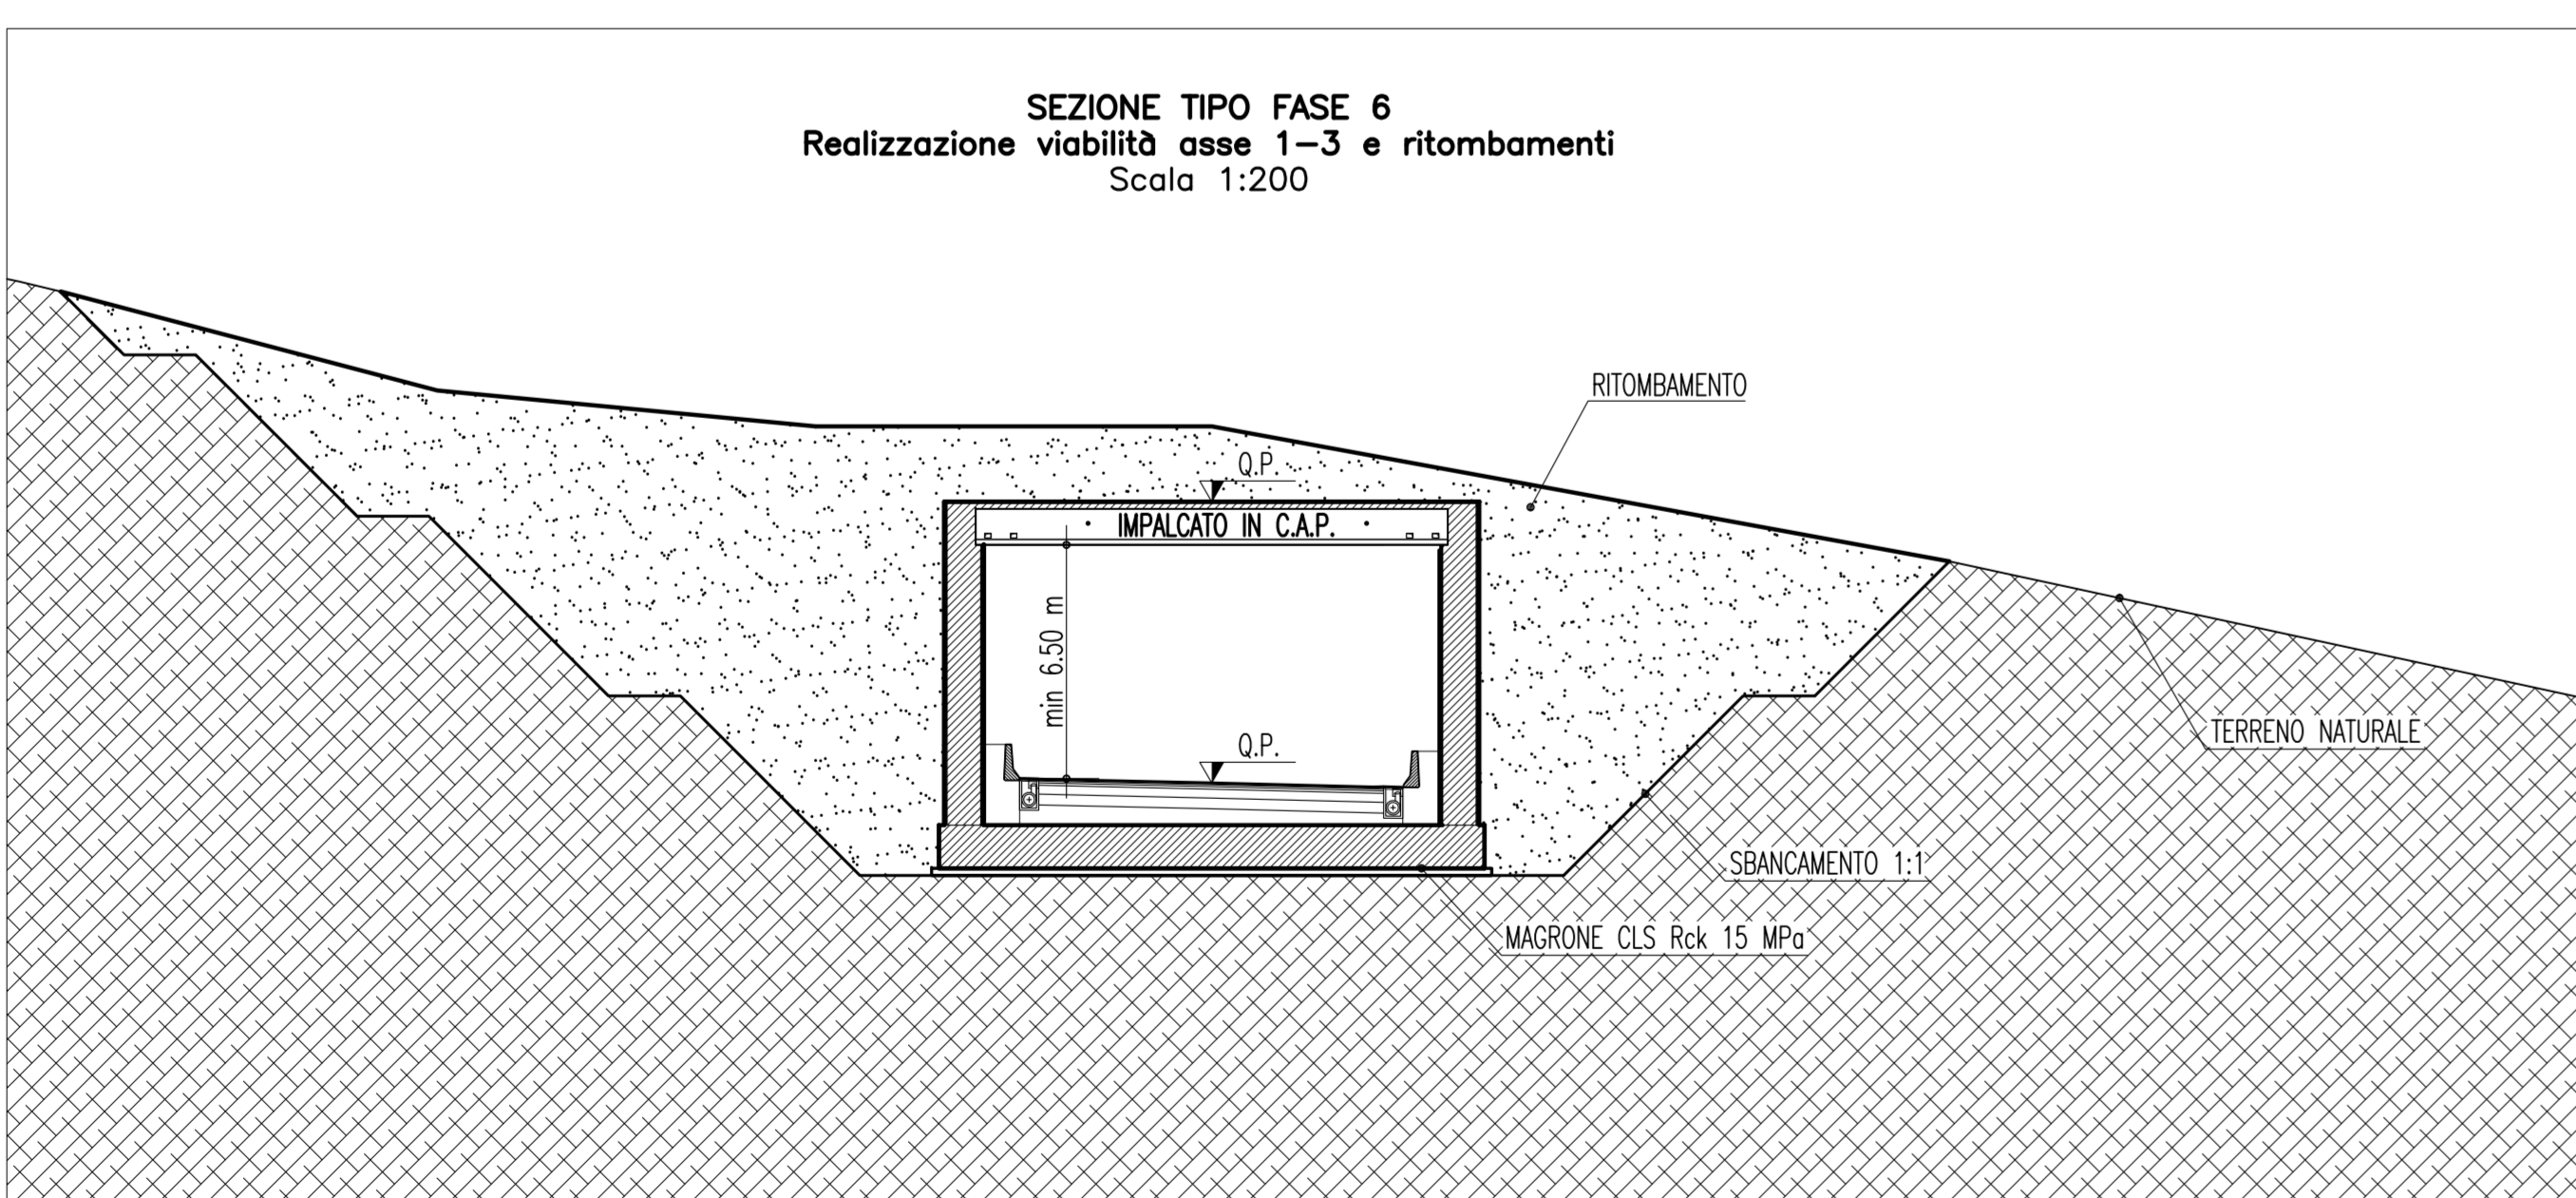 SEZIONE TIPO FASE 6
Realizzazione viabilità asse 1-3 e ritombamenti
Scala 1:200
RITOMBAMENTO
Q.P.
IMPALCATO IN C.A.P.
min 6.50 m
Q.P.
TERRENO NATURALE
SBANCAMENTO 1:1
MAGRONE CLS Rck 15 MPa